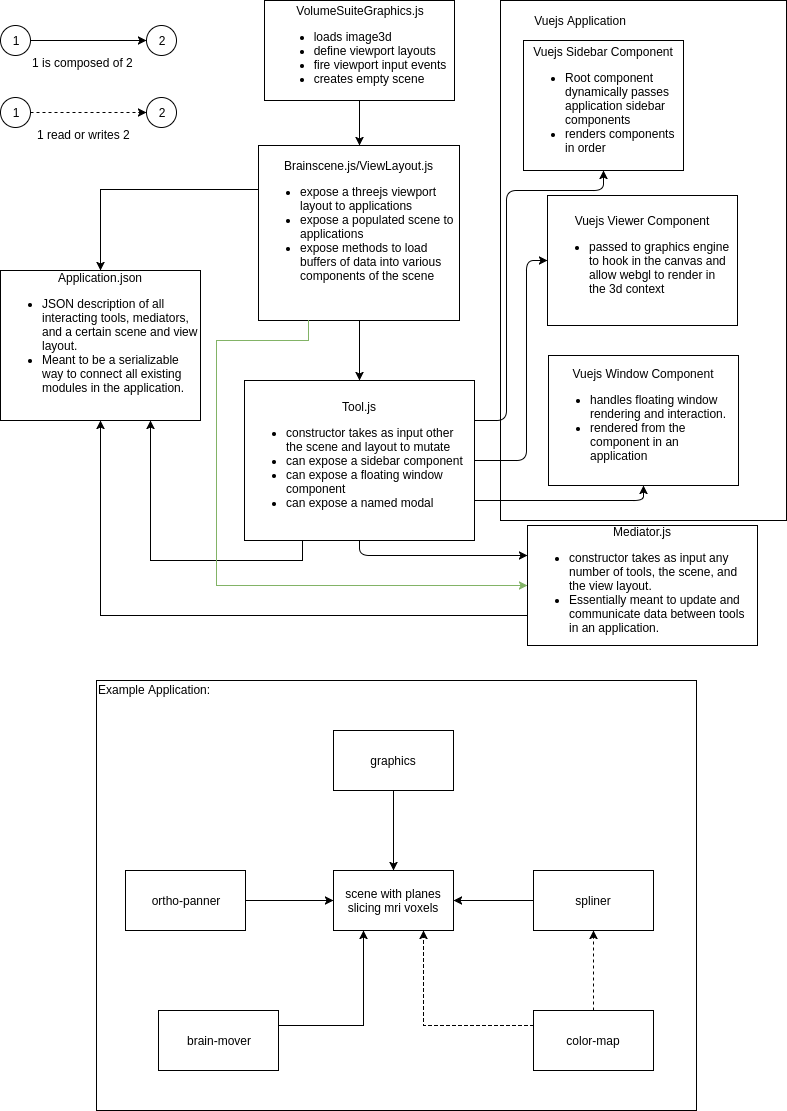 1
2
1 is composed of 2
1
2
1 read or writes 2
VolumeSuiteGraphics.js
• loads image3d
• define viewport layouts
• fire viewport input events
• creates empty scene
Brainscene.js/ViewLayout.js
• expose a threejs viewport
layout to applications
• expose a populated scene to
applications
• expose methods to load
buffers of data into various
components of the scene
Application.json
• JSON description of all
interacting tools, mediators,
and a certain scene and view
layout.
• Meant to be a serializable
way to connect all existing
modules in the application.
Tool.js
• constructor takes as input other
the scene and layout to mutate
• can expose a sidebar component
• can expose a floating window
component
• can expose a named modal
Vuejs Application
Vuejs Sidebar Component
• Root component
dynamically passes
application sidebar
components
• renders components
in order
Vuejs Viewer Component
• passed to graphics engine
to hook in the canvas and
allow webgl to render in
the 3d context
Vuejs Window Component
• handles floating window
rendering and interaction.
• rendered from the
component in an
application
Mediator.js
• constructor takes as input any
number of tools, the scene, and
the view layout.
• Essentially meant to update and
communicate data between tools
in an application.
Example Application:
graphics
ortho-panner
scene with planes
slicing mri voxels
spliner
brain-mover
color-map